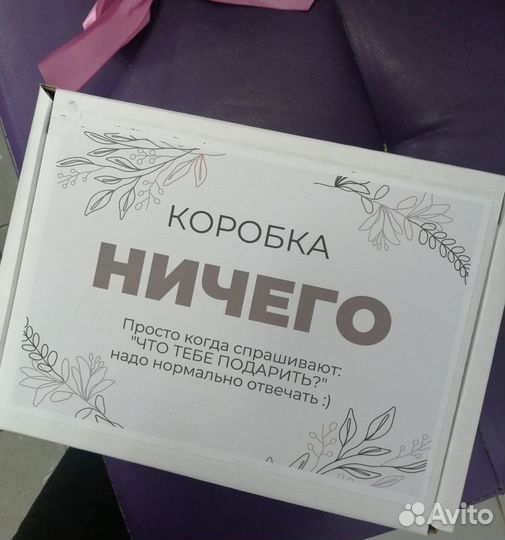 КОРОБКА
НИЧЕГО
Просто когда спрашивают:
"ЧТО ТЕБЕ ПОДАРИТЬ?"
надо нормально отвечать :)
Avito